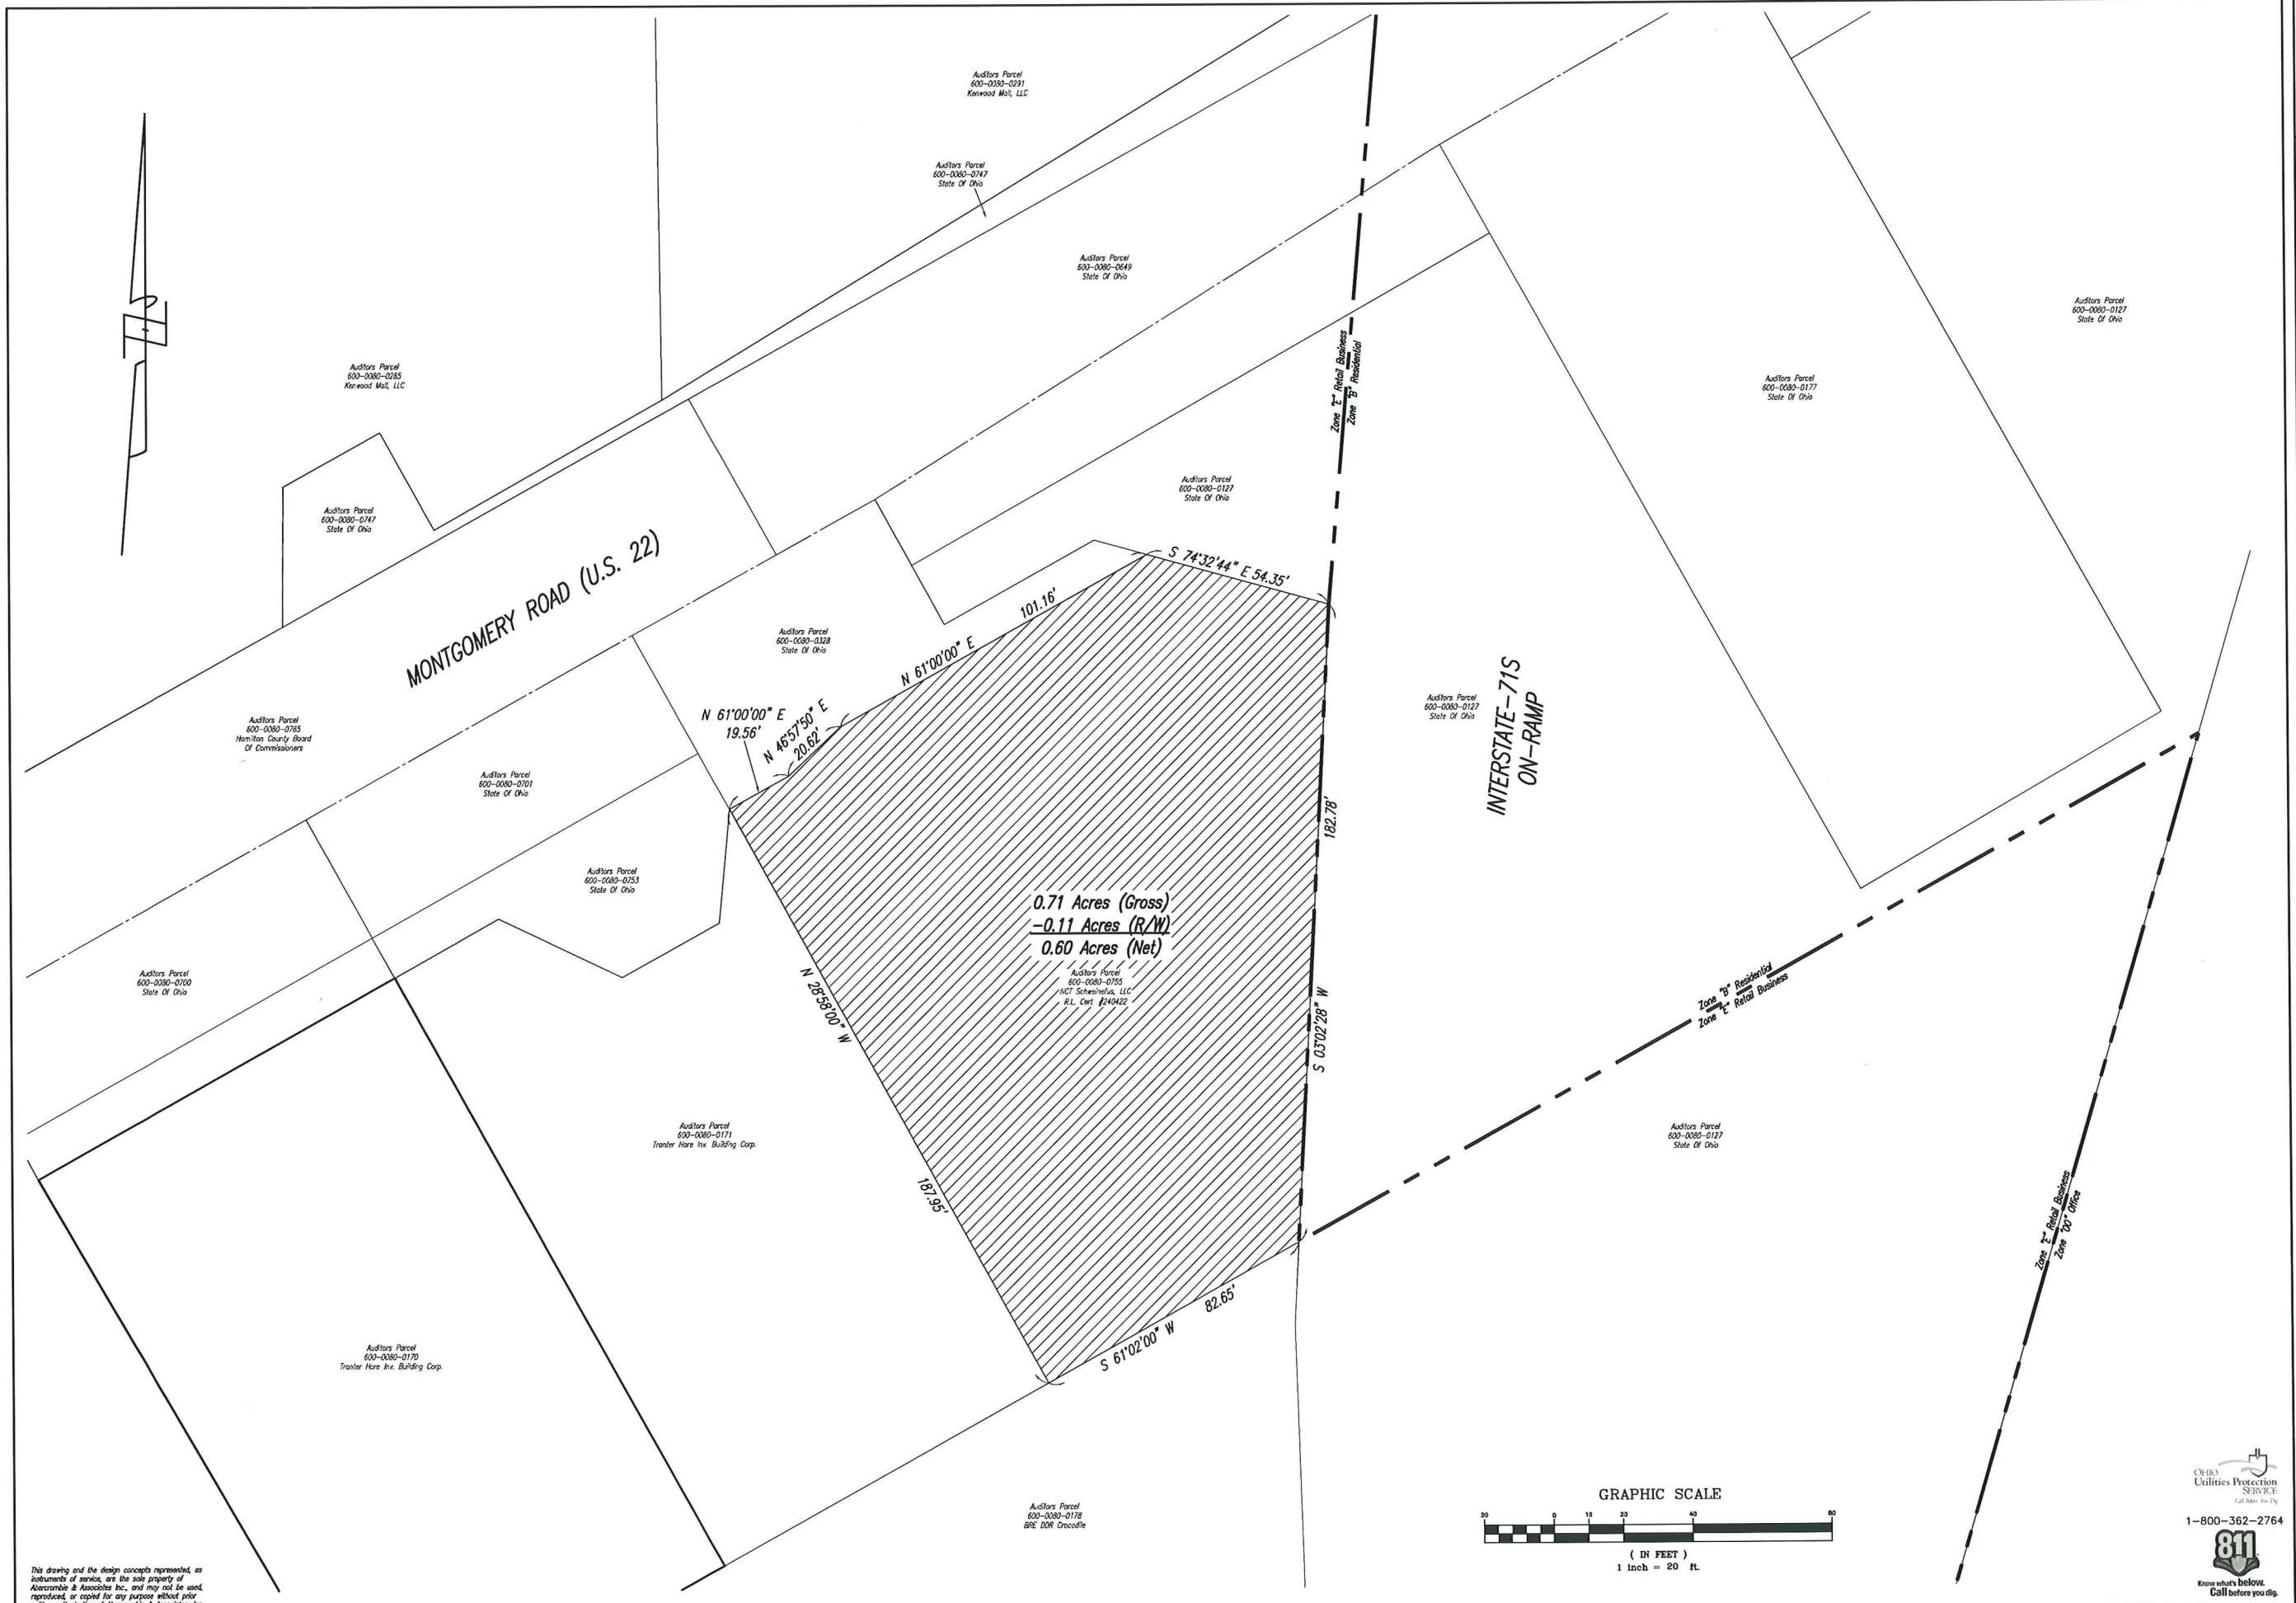 Auditors Parcel
600-0080-0291
Kenwood Mall, LLC
Auditors Parcel
600-0080-0747
State Of Ohio
Auditors Parcel
600-0080-0649
State Of Ohio
Auditors Parcel
600-0080-0127
State Of Ohio
Zone "E" Retail Business
Zone "B" Residential
Auditors Parcel
600-0080-0285
Kenwood Mall, LLC
Auditors Parcel
600-0080-0177
State Of Ohio
Auditors Parcel
600-0080-0747
State Of Ohio
Auditors Parcel
600-0080-0127
State Of Ohio
MONTGOMERY ROAD (U.S. 22)
S 74°32'44" E 54.35'
101.16'
N 61°00'00" E
Auditors Parcel
600-0080-0328
State Of Ohio
N 61°00'00" E
19.56'
N 46°57'50" E
20.62'
Auditors Parcel
600-0080-0765
Hamilton County Board
Of Commissioners
Auditors Parcel
600-0080-0701
State Of Ohio
Auditors Parcel
600-0080-0127
State Of Ohio
INTERSTATE-71S
ON-RAMP
182.78'
S 03°02'28" W
Auditors Parcel
600-0080-0753
State Of Ohio
0.71 Acres (Gross)
-0.11 Acres (R/W)
0.60 Acres (Net)
Auditors Parcel
600-0080-0755
NCT Schweinefus, LLC
R.L. Cert. #240422
Auditors Parcel
600-0080-0700
State Of Ohio
N 28°58'00" W
187.95'
Zone "B" Residential
Zone "E" Retail Business
Auditors Parcel
600-0080-0171
Tranter Hare Inv. Building Corp.
Auditors Parcel
600-0080-0127
State Of Ohio
Zone "E" Retail Business
Zone "OO" Office
82.65'
S 61°02'00" W
Auditors Parcel
600-0080-0170
Tranter Hare Inv. Building Corp.
Auditors Parcel
600-0080-0178
BRE DDR Crocodile
GRAPHIC SCALE
20 0 10 20 40 80
( IN FEET )
1 inch = 20 ft.
OHIO
Utilities Protection
SERVICE
Call Before You Dig
1-800-362-2764
811
Know what's below.
Call before you dig.
This drawing and the design concepts represented, as
instruments of service, are the sole property of
Abercrombie & Associates Inc., and may not be used,
reproduced, or copied for any purpose without prior